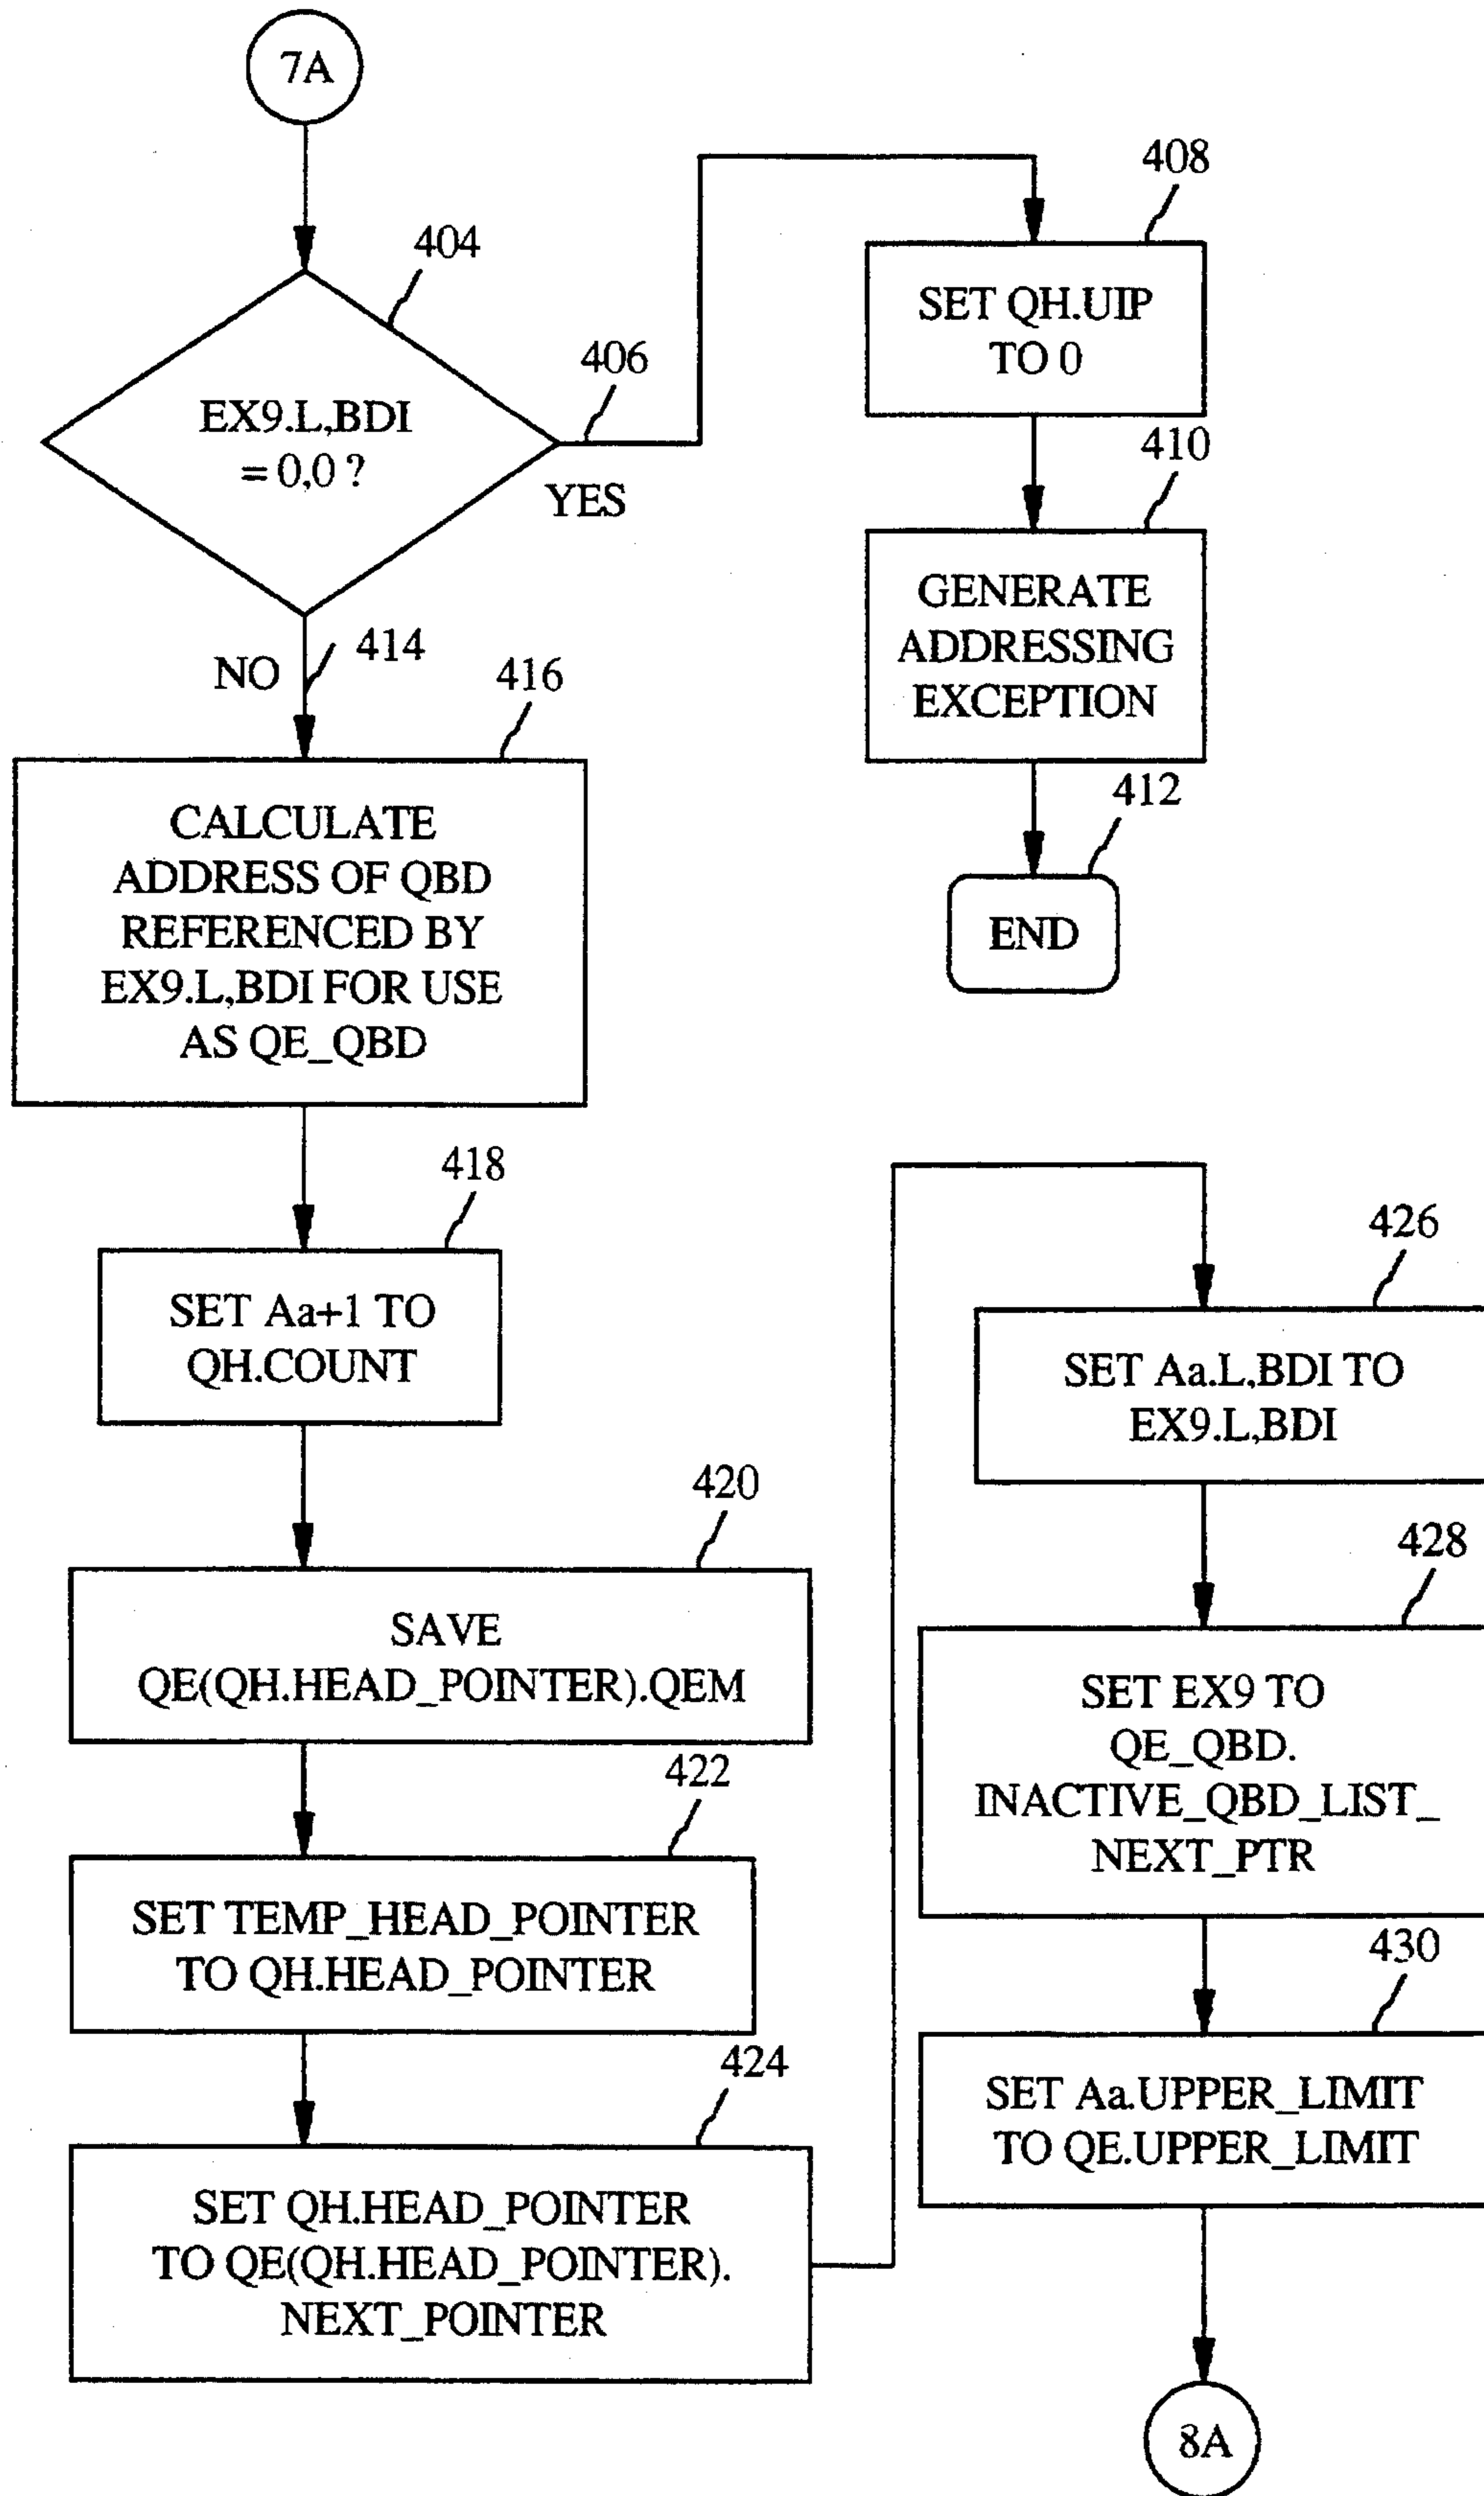 7A
404
EX9.L,BDI
= 0,0 ?
406
YES
408
SET QH.UIP
TO 0
410
GENERATE
ADDRESSING
EXCEPTION
412
END
NO
414
416
CALCULATE
ADDRESS OF QBD
REFERENCED BY
EX9.L,BDI FOR USE
AS QE_QBD
418
SET Aa+1 TO
QH.COUNT
420
SAVE
QE(QH.HEAD_POINTER).QEM
422
SET TEMP_HEAD_POINTER
TO QH.HEAD_POINTER
424
SET QH.HEAD_POINTER
TO QE(QH.HEAD_POINTER).
NEXT_POINTER
426
SET Aa.L,BDI TO
EX9.L,BDI
428
SET EX9 TO
QE_QBD.
INACTIVE_QBD_LIST_
NEXT_PTR
430
SET Aa.UPPER_LIMIT
TO QE.UPPER_LIMIT
8A